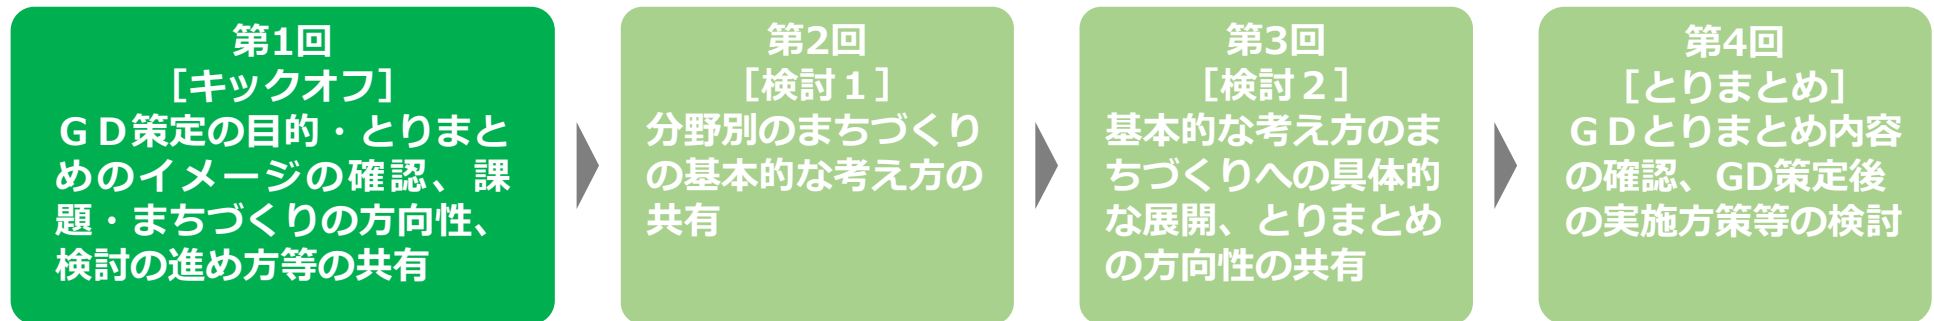 第1回
［キックオフ］
ＧＤ策定の目的・とりまと
めのイメージの確認、課
題・まちづくりの方向性、
検討の進め方等の共有
第2回
［検討１］
分野別のまちづくり
の基本的な考え方の
共有
第3回
［検討２］
基本的な考え方のま
ちづくりへの具体的
な展開、とりまとめ
の方向性の共有
第4回
［とりまとめ］
ＧＤとりまとめ内容
の確認、GD策定後
の実施方策等の検討